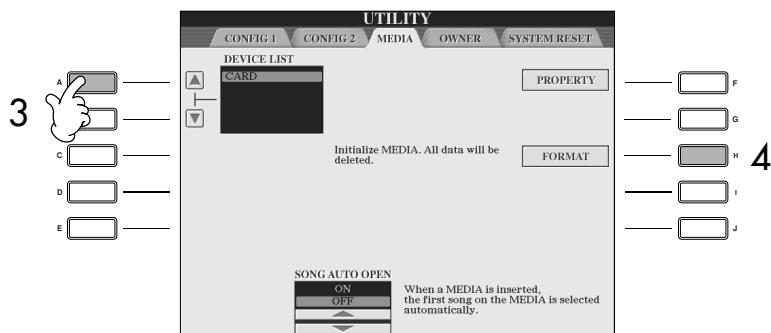 UTILITY
CONFIG 1 CONFIG 2 MEDIA OWNER SYSTEM RESET
DEVICE LIST
CARD
PROPERTY
Initialize MEDIA. All data will be
deleted.
FORMAT
SONG AUTO OPEN
ON
OFF
When a MEDIA is inserted,
the first song on the MEDIA is selected
automatically.
3
A
C
D
E
F
G
H
I
J
4